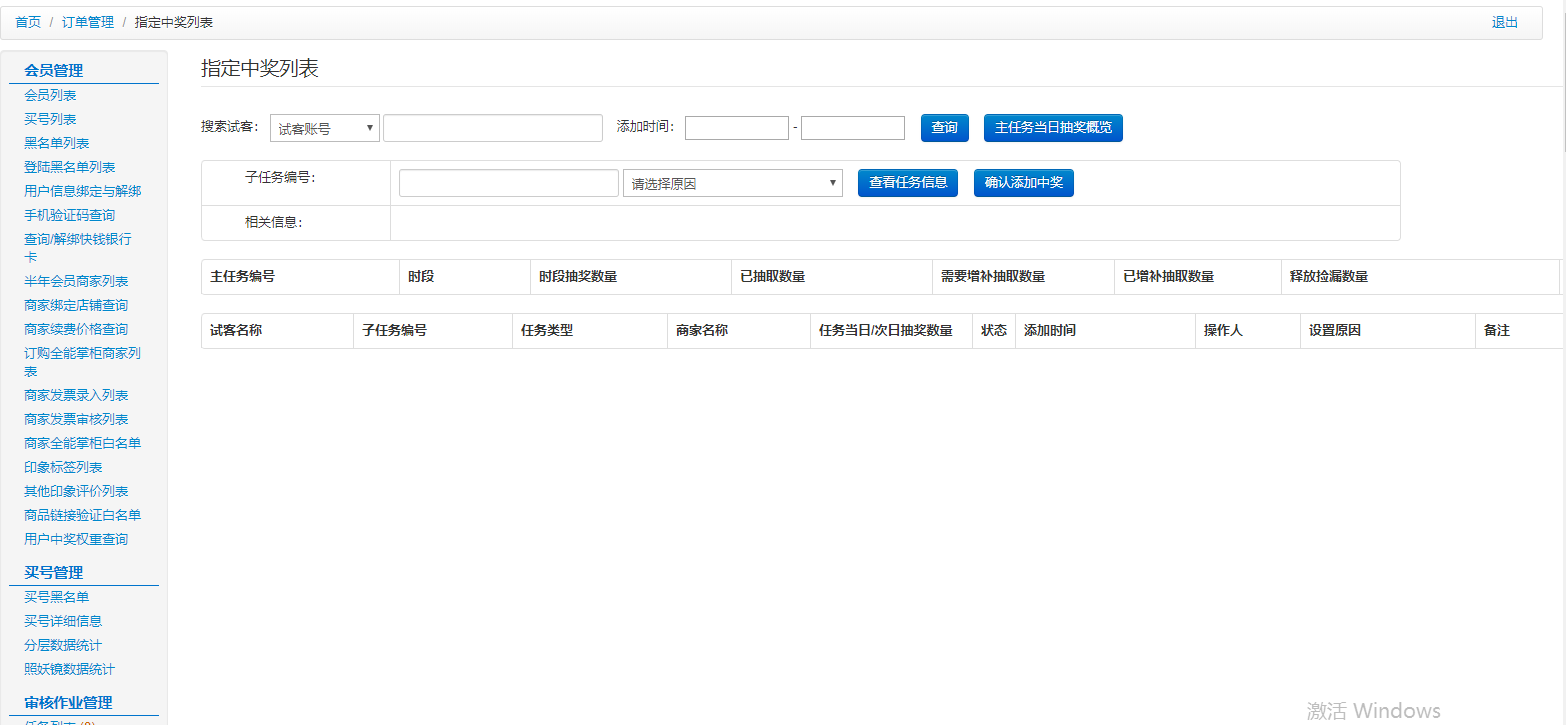 首页 / 订单管理 / 指定中奖列表 退出
会员管理
会员列表
买号列表
黑名单列表
登陆黑名单列表
用户信息绑定与解绑
手机验证码查询
查询/解绑快钱银行
卡
半年会员商家列表
商家绑定店铺查询
商家续费价格查询
订购全能掌柜商家列
表
商家发票录入列表
商家发票审核列表
商家全能掌柜白名单
印象标签列表
其他印象评价列表
商品链接验证白名单
用户中奖权重查询
买号管理
买号黑名单
买号详细信息
分层数据统计
照妖镜数据统计
审核作业管理
任务列表 (0)
指定中奖列表
搜索试客： 试客账号 添加时间： - 查询 主任务当日抽奖概览
子任务编号： 请选择原因 查看任务信息 确认添加中奖
相关信息：
主任务编号 时段 时段抽奖数量 已抽取数量 需要增补抽取数量 已增补抽取数量 释放捡漏数量
试客名称 子任务编号 任务类型 商家名称 任务当日/次日抽奖数量 状态 添加时间 操作人 设置原因 备注
激活 Windows